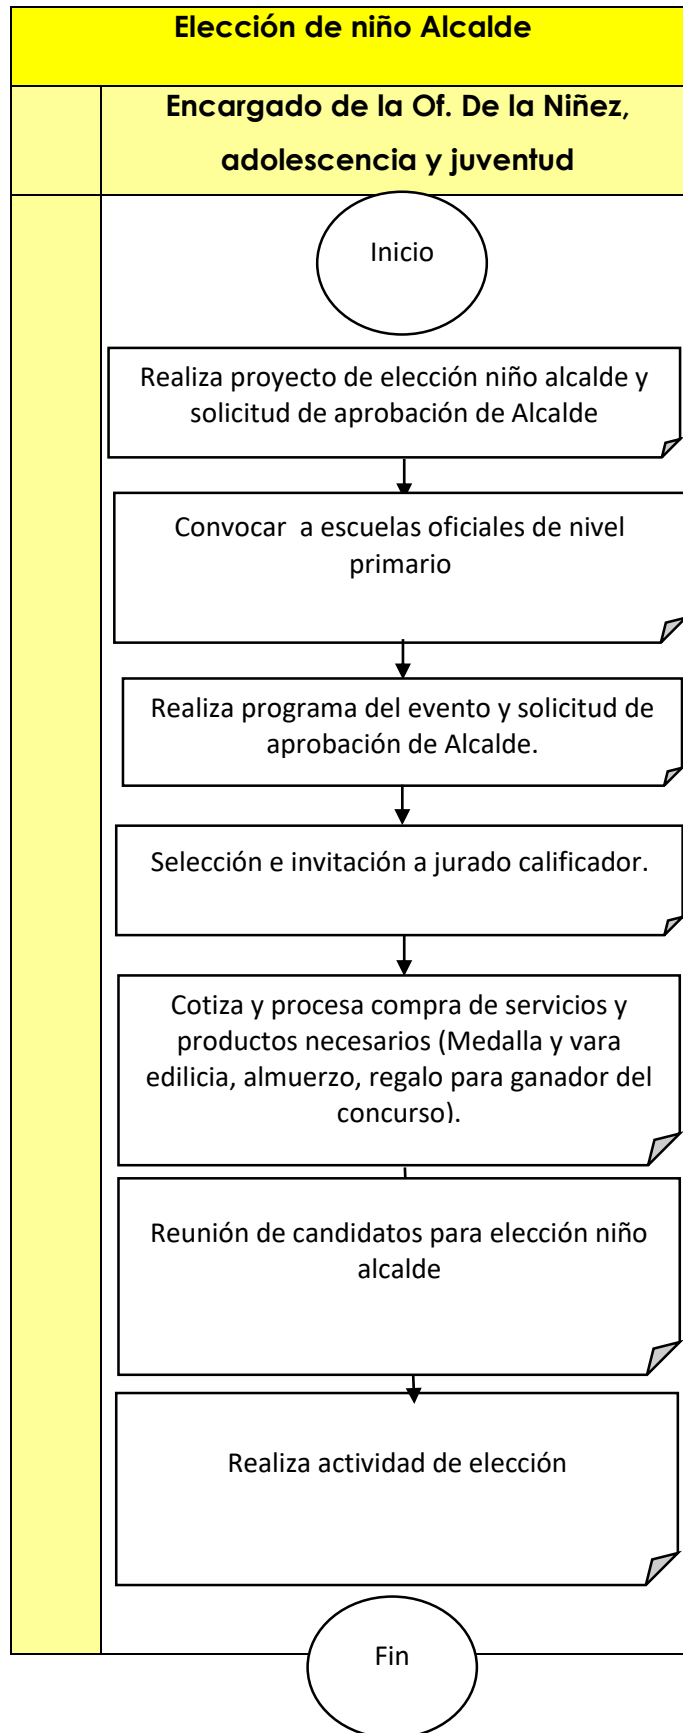 Elección de niño Alcalde
Encargado de la Of. De la Niñez,
adolescencia y juventud
Inicio
Realiza proyecto de elección niño alcalde y
solicitud de aprobación de Alcalde
Convocar  a escuelas oficiales de nivel
primario
Realiza programa del evento y solicitud de
aprobación de Alcalde.
Selección e invitación a jurado calificador.
Cotiza y procesa compra de servicios y
productos necesarios (Medalla y vara
edilicia, almuerzo, regalo para ganador del
concurso).
Reunión de candidatos para elección niño
alcalde
Realiza actividad de elección
Fin